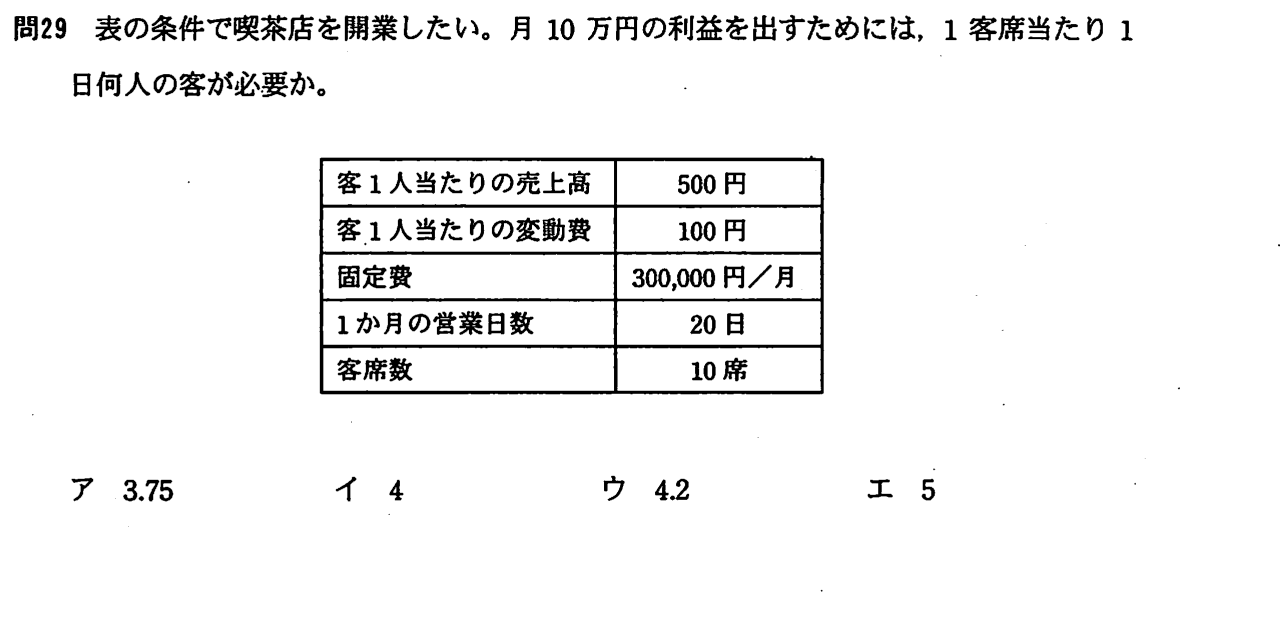 問29 表の条件で喫茶店を開業したい。月 10 万円の利益を出すためには，1 客席当たり 1
日何人の客が必要か。
客 1 人当たりの売上高 500 円
客 1 人当たりの変動費 100 円
固定費 300,000 円／月
1 か月の営業日数 20 日
客席数 10 席
ア 3.75 イ 4 ウ 4.2 エ 5